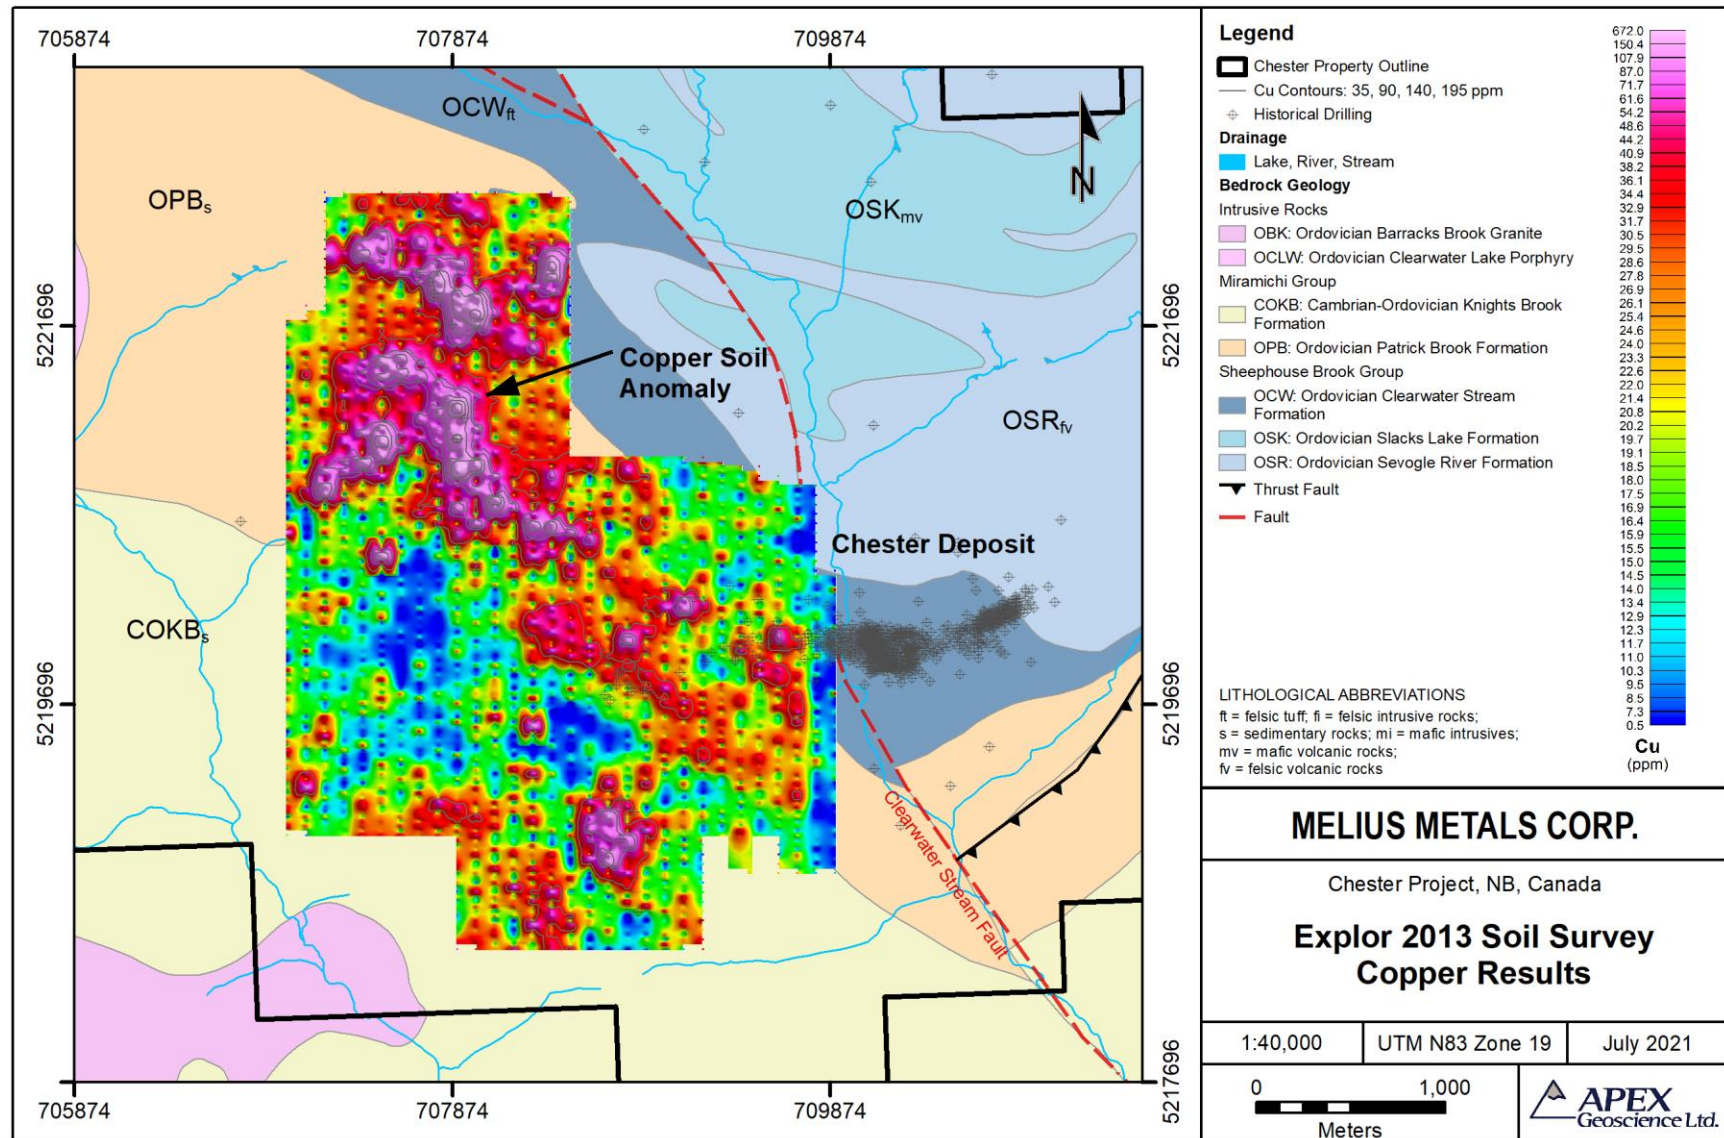 705874
707874
709874
5221696
5219696
5221696
5219696
5217696
705874
707874
709874
OCWft
OPBs
OSKmv
N
Copper Soil
Anomaly
OSRfv
Chester Deposit
COKBs
Clearwater Stream Fault
Legend
Chester Property Outline
Cu Contours: 35, 90, 140, 195 ppm
Historical Drilling
Drainage
Lake, River, Stream
Bedrock Geology
Intrusive Rocks
OBK: Ordovician Barracks Brook Granite
OCLW: Ordovician Clearwater Lake Porphyry
Miramichi Group
COKB: Cambrian-Ordovician Knights Brook
Formation
OPB: Ordovician Patrick Brook Formation
Sheephouse Brook Group
OCW: Ordovician Clearwater Stream
Formation
OSK: Ordovician Slacks Lake Formation
OSR: Ordovician Sevogle River Formation
Thrust Fault
Fault
LITHOLOGICAL ABBREVIATIONS
ft = felsic tuff; fi = felsic intrusive rocks;
s = sedimentary rocks; mi = mafic intrusives;
mv = mafic volcanic rocks;
fv = felsic volcanic rocks
672.0
150.4
107.9
87.0
71.7
61.6
54.2
48.6
44.2
40.9
38.2
36.1
34.4
32.9
31.7
30.5
29.5
28.6
27.8
26.9
26.1
25.4
24.6
24.0
23.3
22.6
22.0
21.4
20.8
20.2
19.7
19.1
18.5
18.0
17.5
16.9
16.4
15.9
15.5
15.0
14.5
14.0
13.4
12.9
12.3
11.7
11.0
10.3
9.5
8.5
7.3
0.5
Cu
(ppm)
MELIUS METALS CORP.
Chester Project, NB, Canada
Explor 2013 Soil Survey
Copper Results
1:40,000
UTM N83 Zone 19
July 2021
0
1,000
Meters
APEX
Geoscience Ltd.